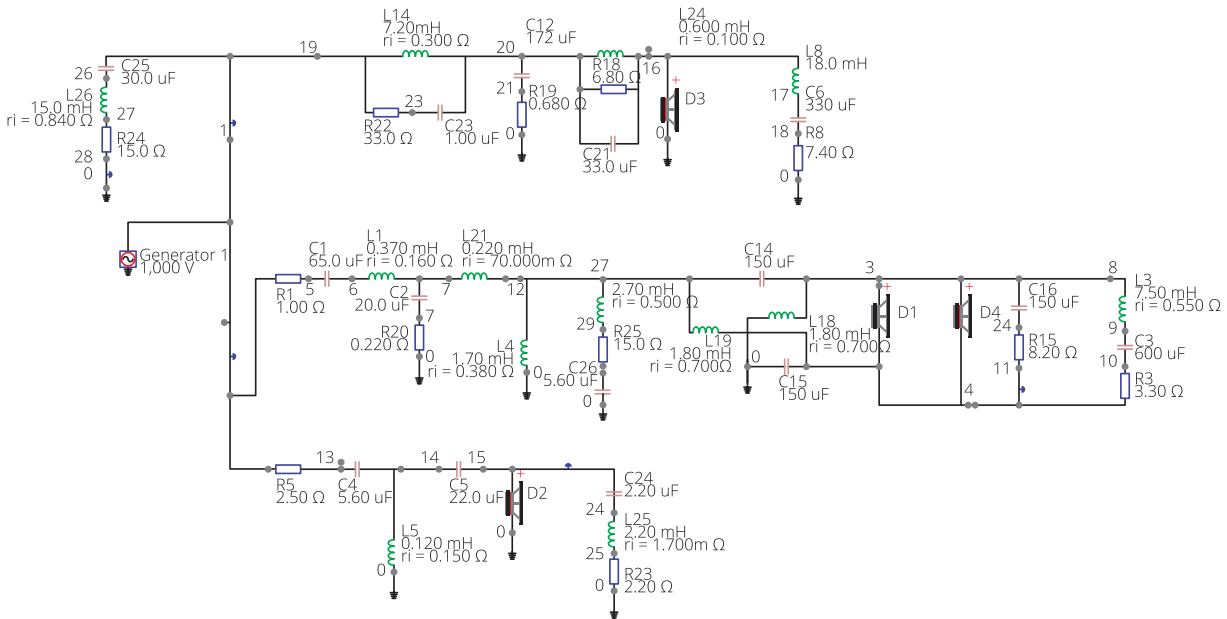 L14
7.20mH
ri = 0.300 Ω
19
C12
172 uF
20
L24
0.600 mH
ri = 0.100 Ω
16
R18
6.80 Ω
L8
18.0 mH
26
C25
30.0 uF
L26
15.0 mH
ri = 0.840 Ω
27
R24
15.0 Ω
28
0
1
R22
33.0 Ω
23
C23
1.00 uF
21
R19
0.680 Ω
0
C21
33.0 uF
+
D3
0
17
C6
330 uF
18
R8
7.40 Ω
0
Generator 1
1,000 V
R1
1.00 Ω
5
C1
65.0 uF
6
L1
0.370 mH
ri = 0.160 Ω
C2
20.0 uF
7
R20
0.220 Ω
0
L21
0.220 mH
ri = 70.000m Ω
7
12
L4
1.70 mH
ri = 0.380 Ω
0
27
2.70 mH
ri = 0.500 Ω
29
R25
15.0 Ω
C26
5.60 uF
0
C14
150 uF
L18
1.80 mH
ri = 0.700Ω
L19
1.80 mH
ri = 0.700Ω
0
C15
150 uF
3
+
D1
+
D4
4
C16
150 uF
24
R15
8.20 Ω
11
8
L3
7.50 mH
ri = 0.550 Ω
9
C3
600 uF
10
R3
3.30 Ω
R5
2.50 Ω
13
C4
5.60 uF
14
L5
0.120 mH
ri = 0.150 Ω
0
C5
22.0 uF
15
+
D2
0
C24
2.20 uF
24
L25
2.20 mH
ri = 1.700m Ω
25
R23
2.20 Ω
0